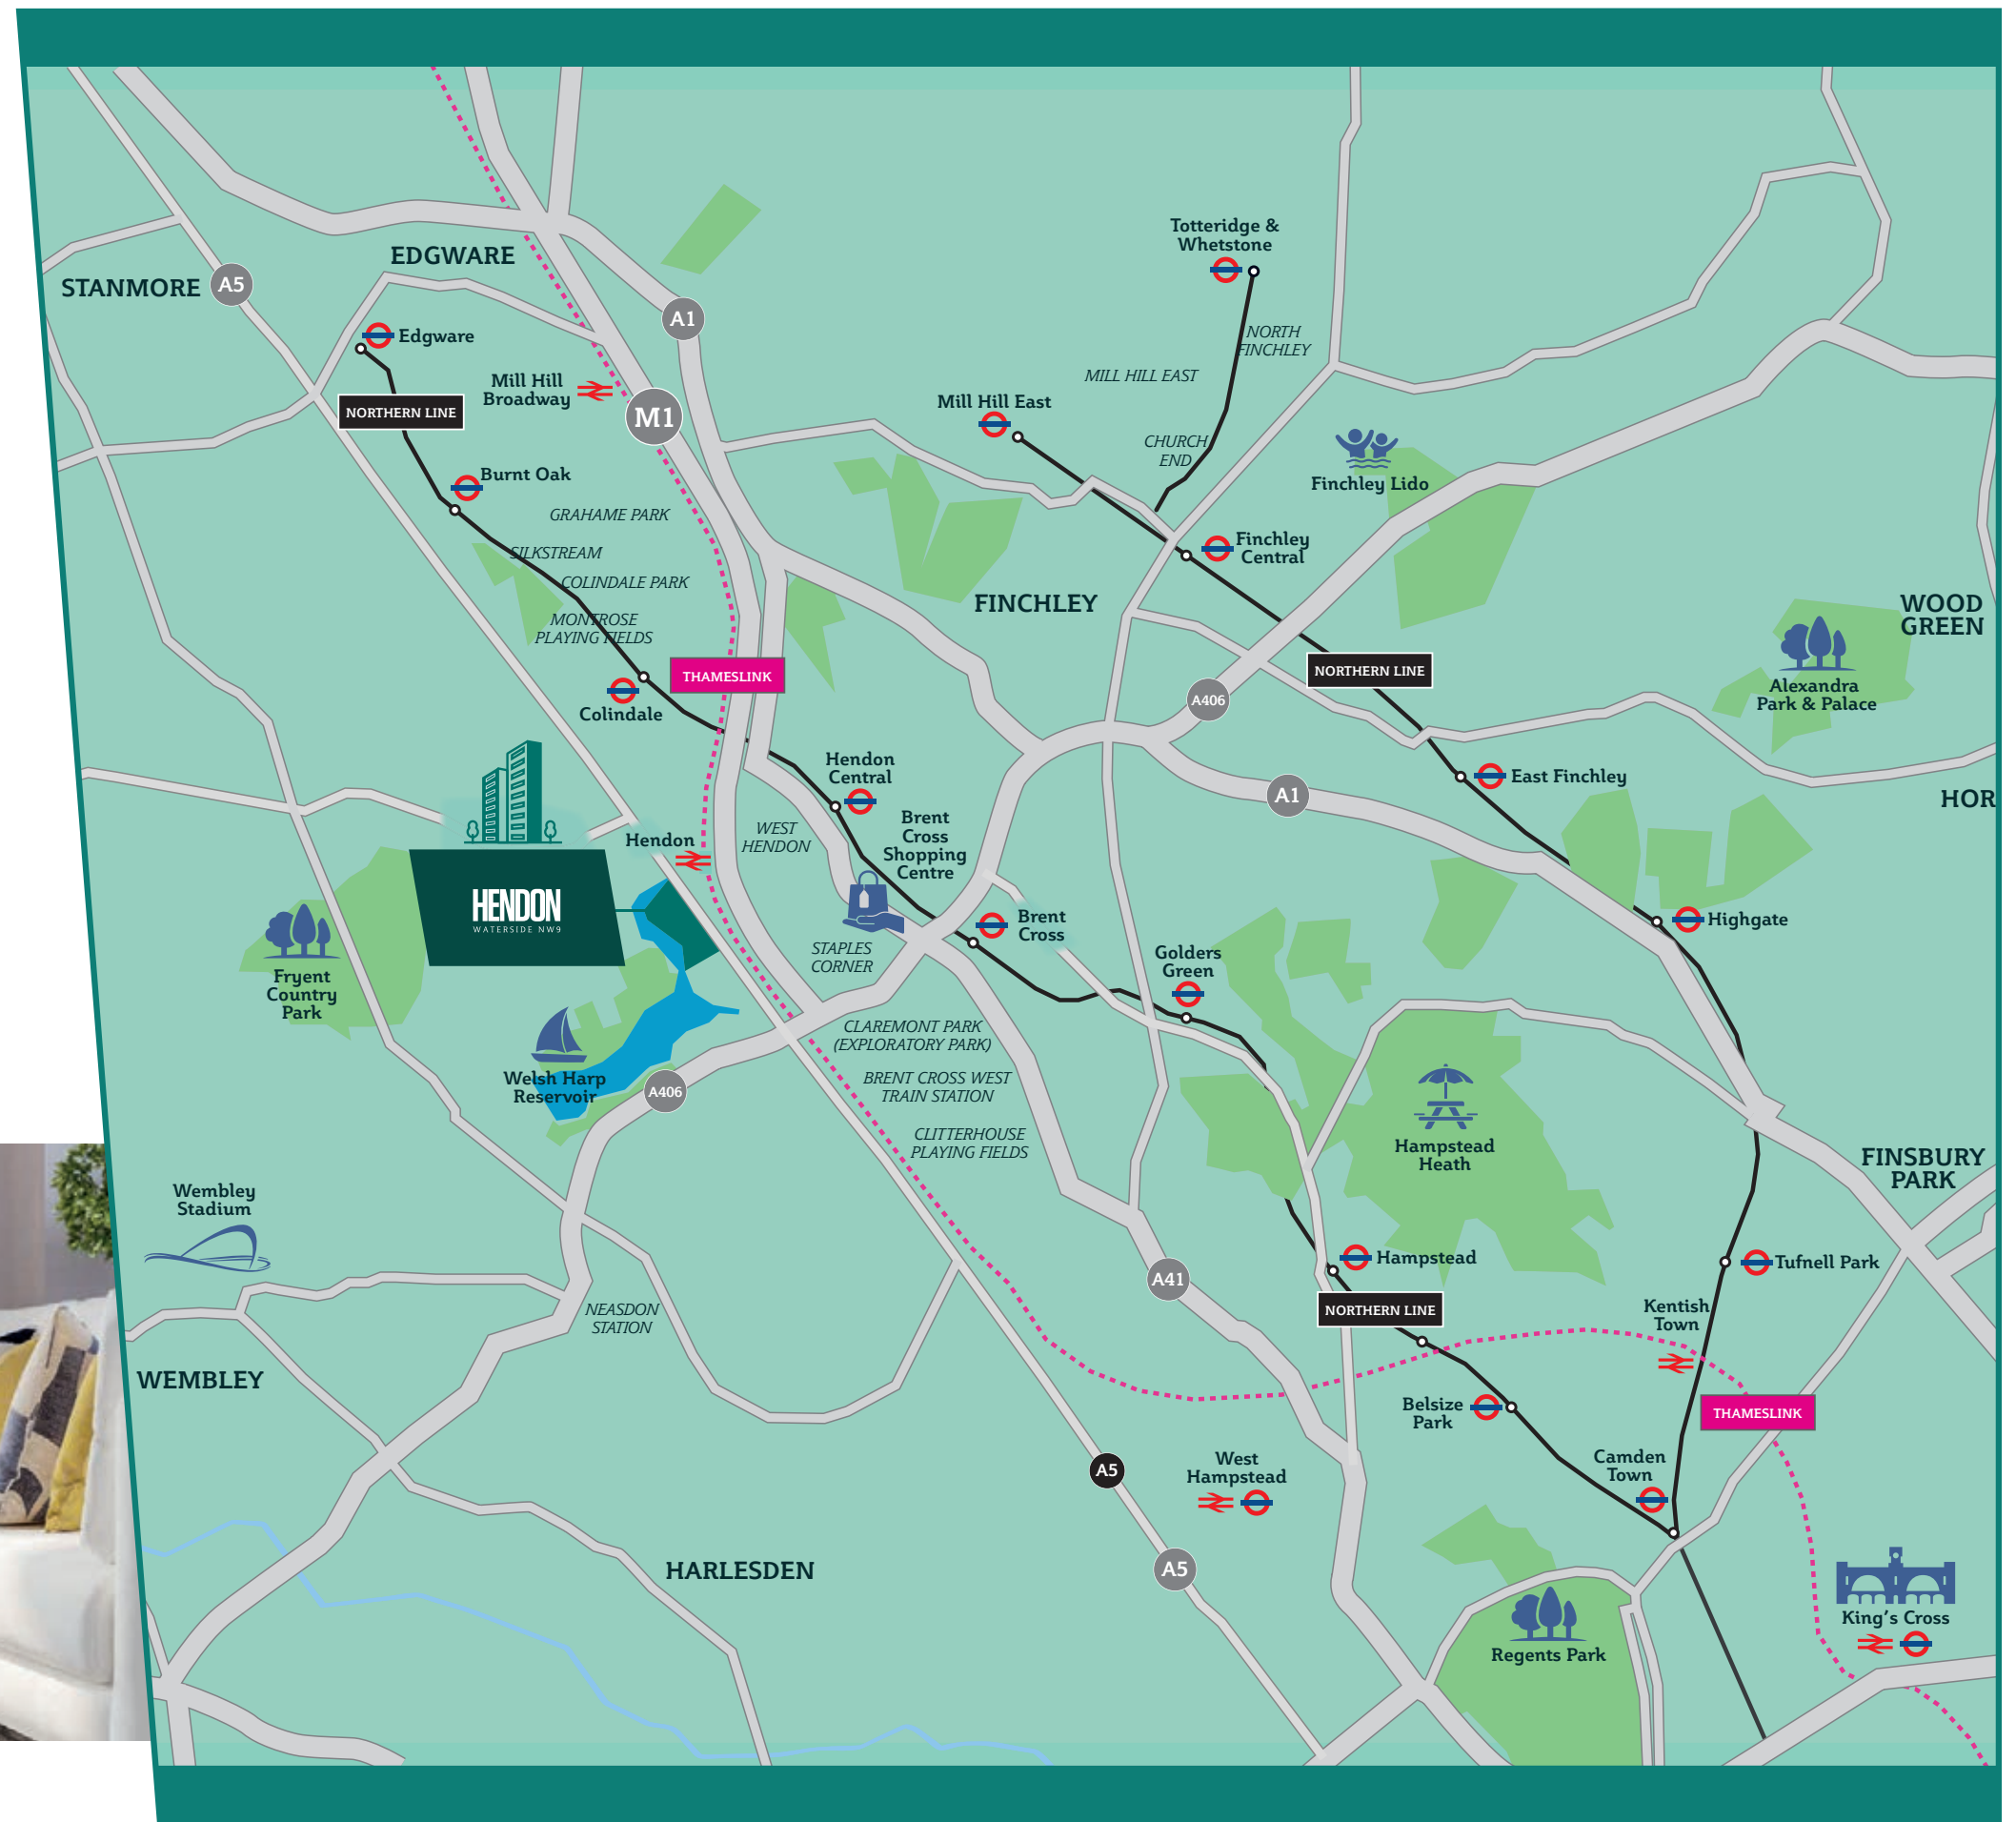 Totteridge &
Whetstone
EDGWARE
STANMORE
A5
A1
NORTH
FINCHLEY
Edgware
MILL HILL EAST
Mill Hill
Broadway
Mill Hill East
NORTHERN LINE
M1
CHURCH
END
Burnt Oak
Finchley Lido
GRAHAME PARK
SILKSTREAM
Finchley
Central
COLINDALE PARK
FINCHLEY
WOOD
GREEN
MONTROSE
PLAYING FIELDS
THAMESLINK
NORTHERN LINE
Alexandra
Park & Palace
A406
Colindale
Hendon
Central
East Finchley
A1
HOR
Brent
Cross
Shopping
Centre
WEST
HENDON
Hendon
HENDON
WATERSIDE NW9
Brent
Cross
Highgate
STAPLES
CORNER
Golders
Green
Fryent
Country
Park
CLAREMONT PARK
(EXPLORATORY PARK)
Welsh Harp
Reservoir
A406
BRENT CROSS WEST
TRAIN STATION
CLITTERHOUSE
PLAYING FIELDS
Hampstead
Heath
FINSBURY
PARK
Wembley
Stadium
Hampstead
Tufnell Park
A41
NEASDON
STATION
NORTHERN LINE
Kentish
Town
WEMBLEY
Belsize
Park
THAMESLINK
A5
West
Hampstead
Camden
Town
HARLESDEN
A5
King's Cross
Regents Park